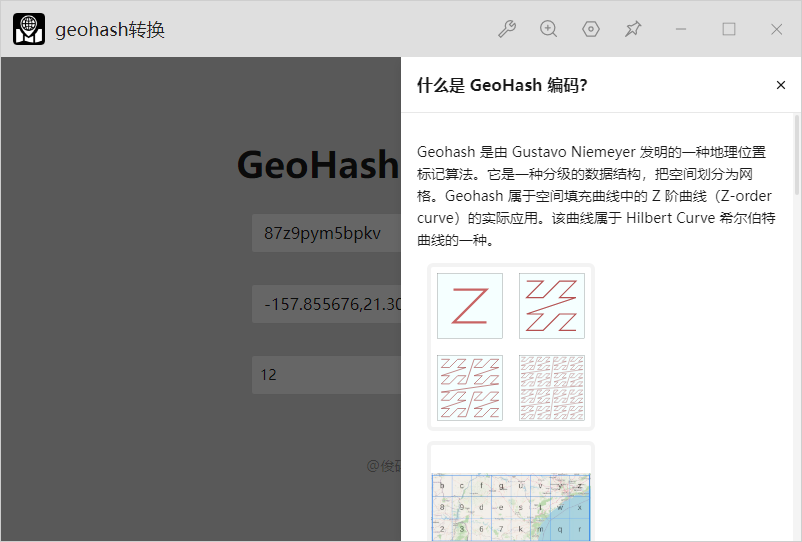 geohash转换
什么是 GeoHash 编码?
GeoHash
Geohash 是由 Gustavo Niemeyer 发明的一种地理位置
标记算法。它是一种分级的数据结构，把空间划分为网
格。Geohash 属于空间填充曲线中的 Z 阶曲线（Z-order
curve）的实际应用。该曲线属于 Hilbert Curve 希尔伯特
曲线的一种。
87z9pym5bpkv
-157.855676,21.30
12
b c f g u v y z
8 9 d e s t w x
2 3 6 7 k m q r